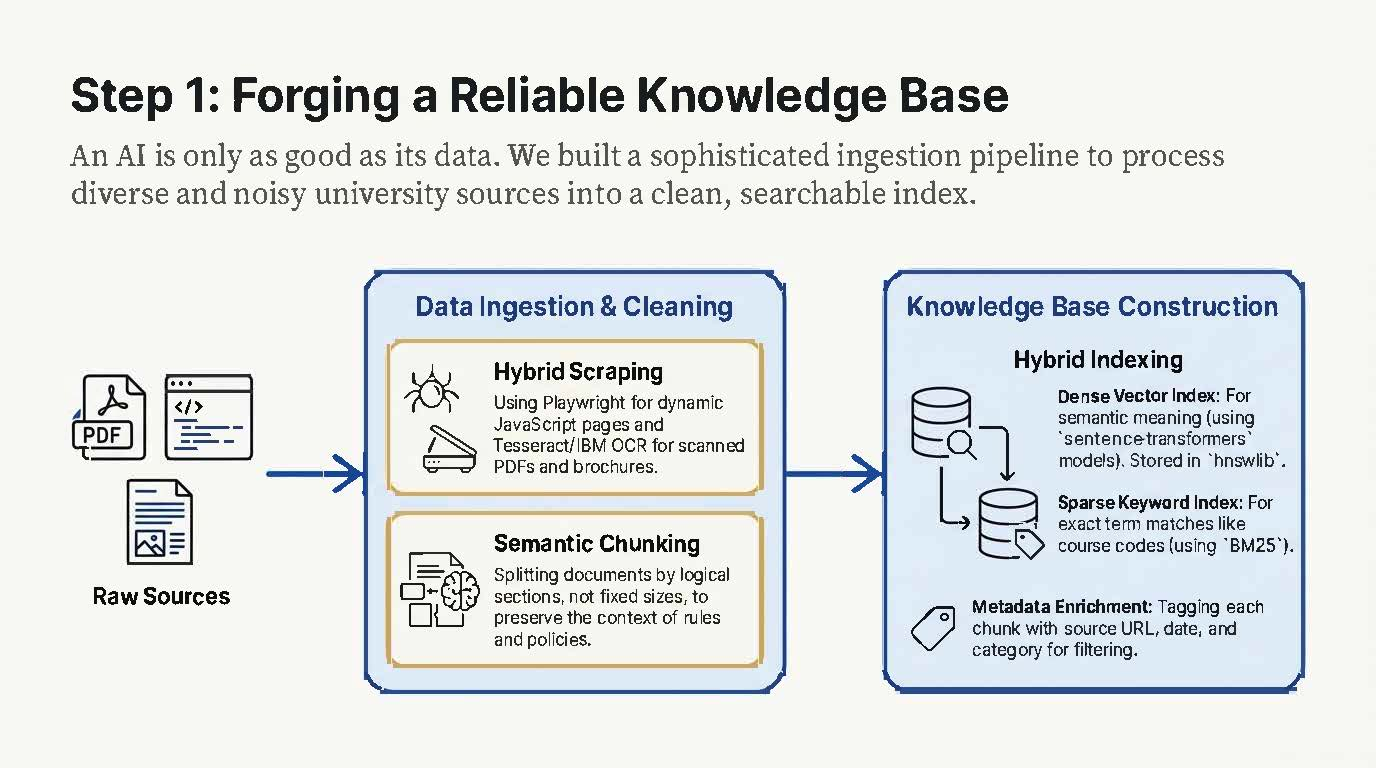 Step 1: Forging a Reliable Knowledge Base
An AI is only as good as its data. We built a sophisticated ingestion pipeline to process
diverse and noisy university sources into a clean, searchable index.
PDF
</>
Raw Sources
Data Ingestion & Cleaning
Hybrid Scraping
Using Playwright for dynamic
JavaScript pages and
Tesseract/IBM OCR for scanned
PDFs and brochures.
Semantic Chunking
Splitting documents by logical
sections, not fixed sizes, to
preserve the context of rules
and policies.
Knowledge Base Construction
Hybrid Indexing
Dense Vector Index: For
semantic meaning (using
`sentence-transformers`
models). Stored in `hnswlib`.
Sparse Keyword Index: For
exact term matches like
course codes (using `BM25`).
Metadata Enrichment: Tagging each
chunk with source URL, date, and
category for filtering.